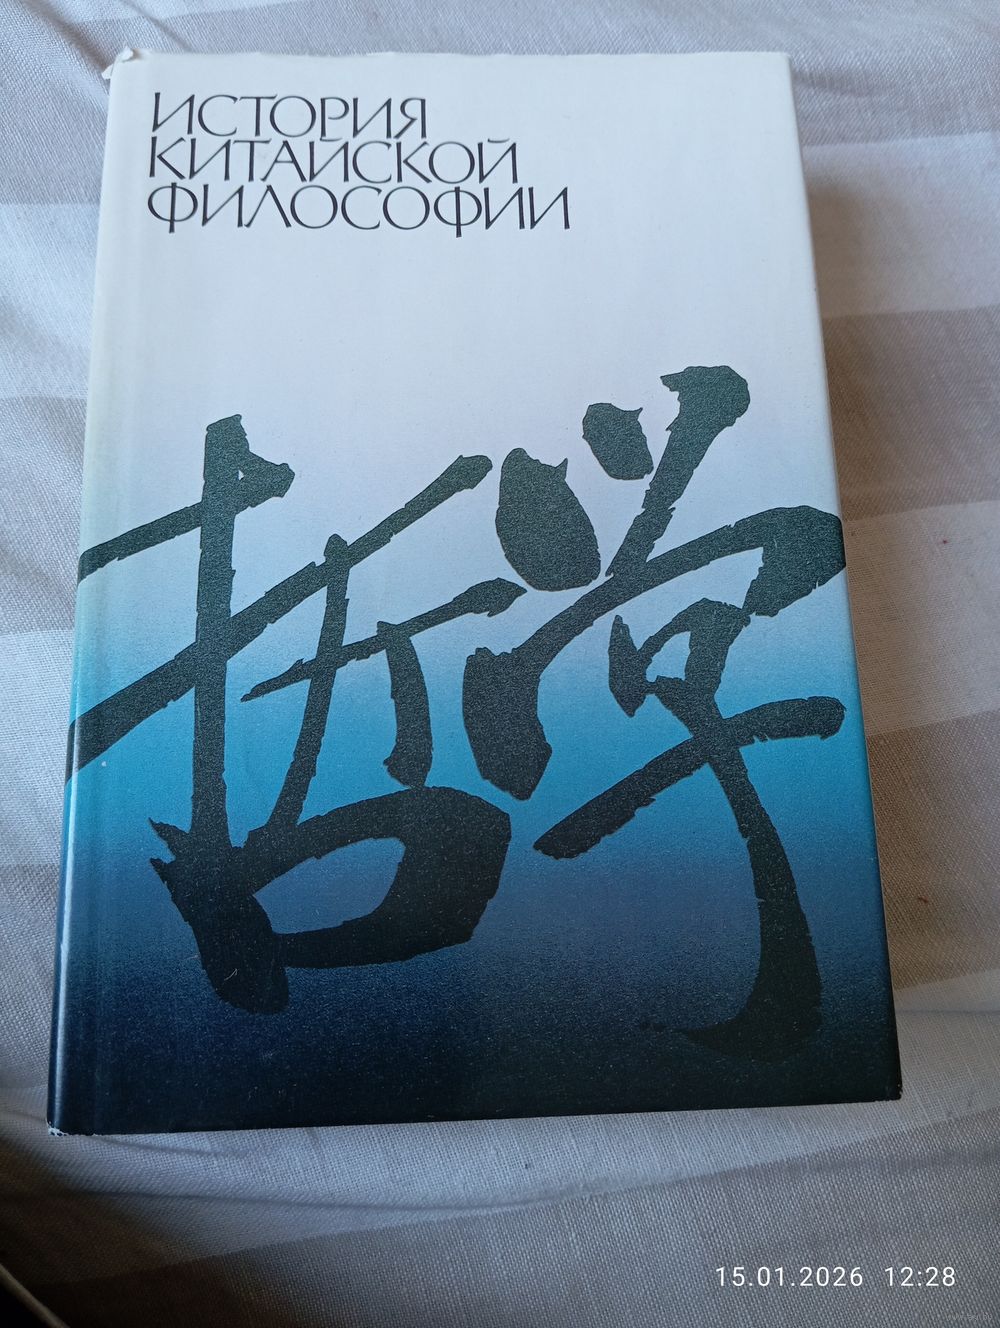 ИСТОРИЯ
КИТАЙСКОЙ
ФИЛОСОФИИ
哲学
15.01.2026 12:28